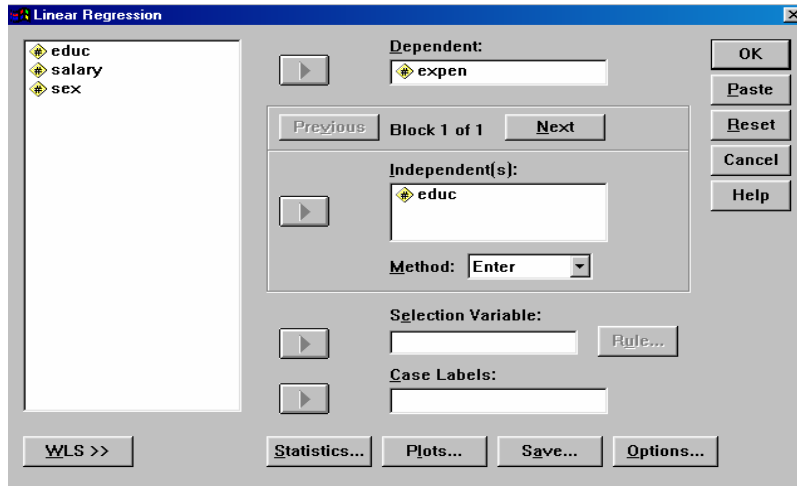 Linear Regression
educ
salary
sex
Dependent:
expen
Previous
Block 1 of 1
Next
Independent(s):
educ
Method:
Enter
Selection Variable:
Rule...
Case Labels:
WLS >>
Statistics...
Plots...
Save...
Options...
OK
Paste
Reset
Cancel
Help